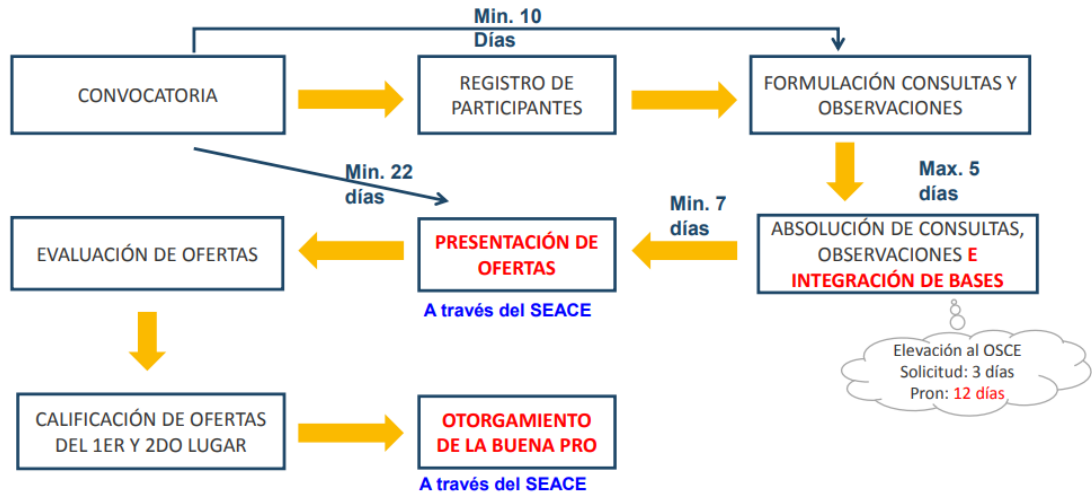 Min. 10
Días
CONVOCATORIA
REGISTRO DE
PARTICIPANTES
FORMULACIÓN CONSULTAS Y
OBSERVACIONES
Min. 22
días
Max. 5
días
Min. 7
días
EVALUACIÓN DE OFERTAS
PRESENTACIÓN DE
OFERTAS
A través del SEACE
ABSOLUCIÓN DE CONSULTAS,
OBSERVACIONES E
INTEGRACIÓN DE BASES
Elevación al OSCE
Solicitud: 3 días
Pron: 12 días
CALIFICACIÓN DE OFERTAS
DEL 1ER Y 2DO LUGAR
OTORGAMIENTO
DE LA BUENA PRO
A través del SEACE